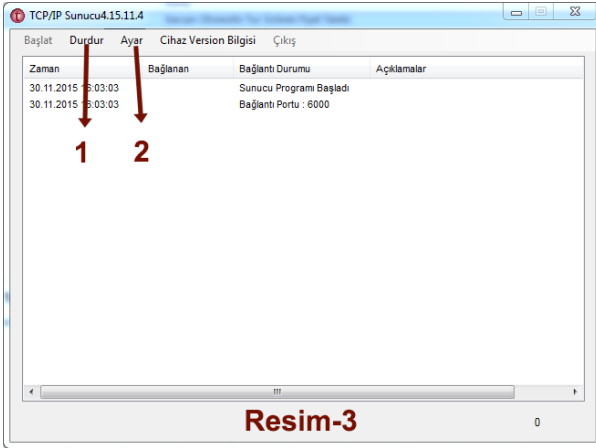 TCP/IP Sunucu4.15.11.4
Başlat Durdur Ayar Cihaz Version Bilgisi Çıkış
Zaman Bağlanan Bağlantı Durumu Açıklamalar
30.11.2015 16:03:03 Sunucu Programı Başladı
30.11.2015 16:03:03 Bağlantı Portu : 6000
1 2
Resim-3
0